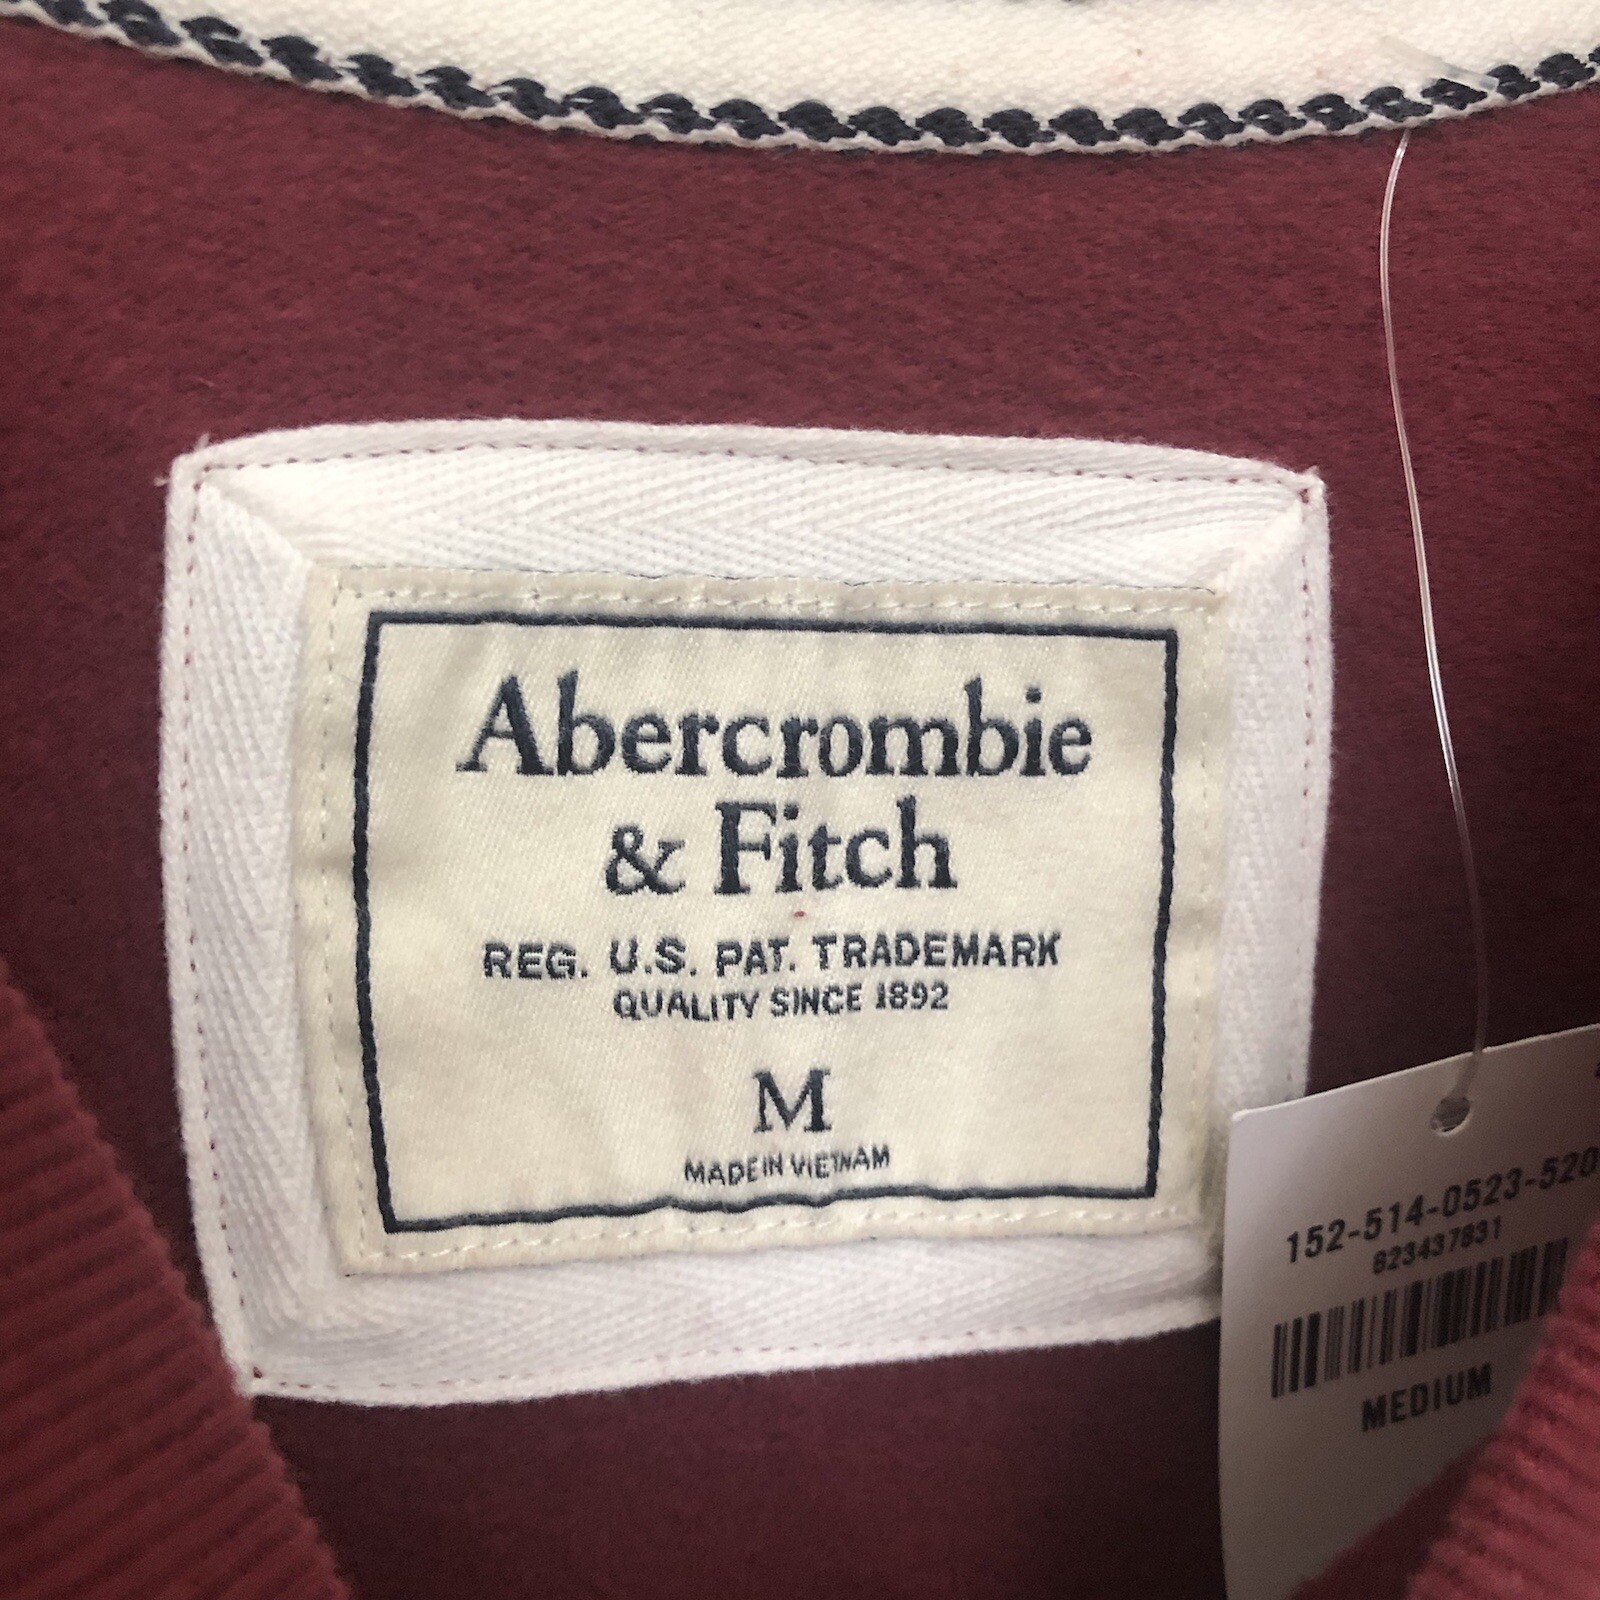 Abercrombie
& Fitch
REG. U.S. PAT. TRADEMARK
QUALITY SINCE 1892
M
MADE IN VIETNAM
152-514-0523-520
823437831
MEDIUM